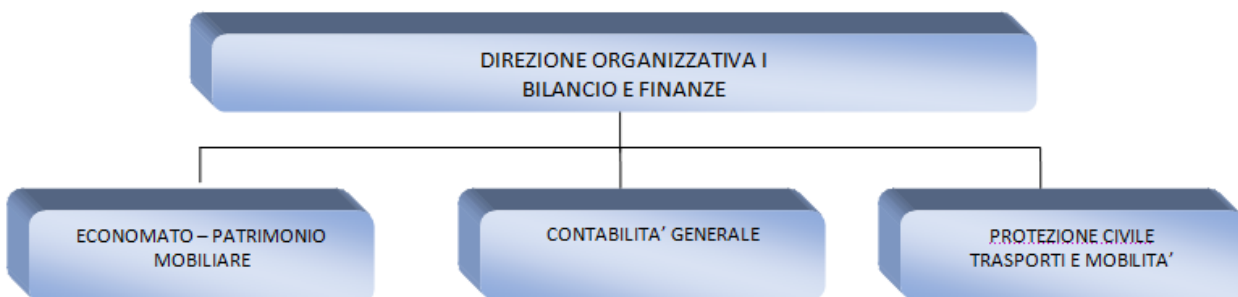 DIREZIONE ORGANIZZATIVA I
BILANCIO E FINANZE
ECONOMATO – PATRIMONIO
MOBILIARE
CONTABILITA’ GENERALE
PROTEZIONE CIVILE
TRASPORTI E MOBILITA’